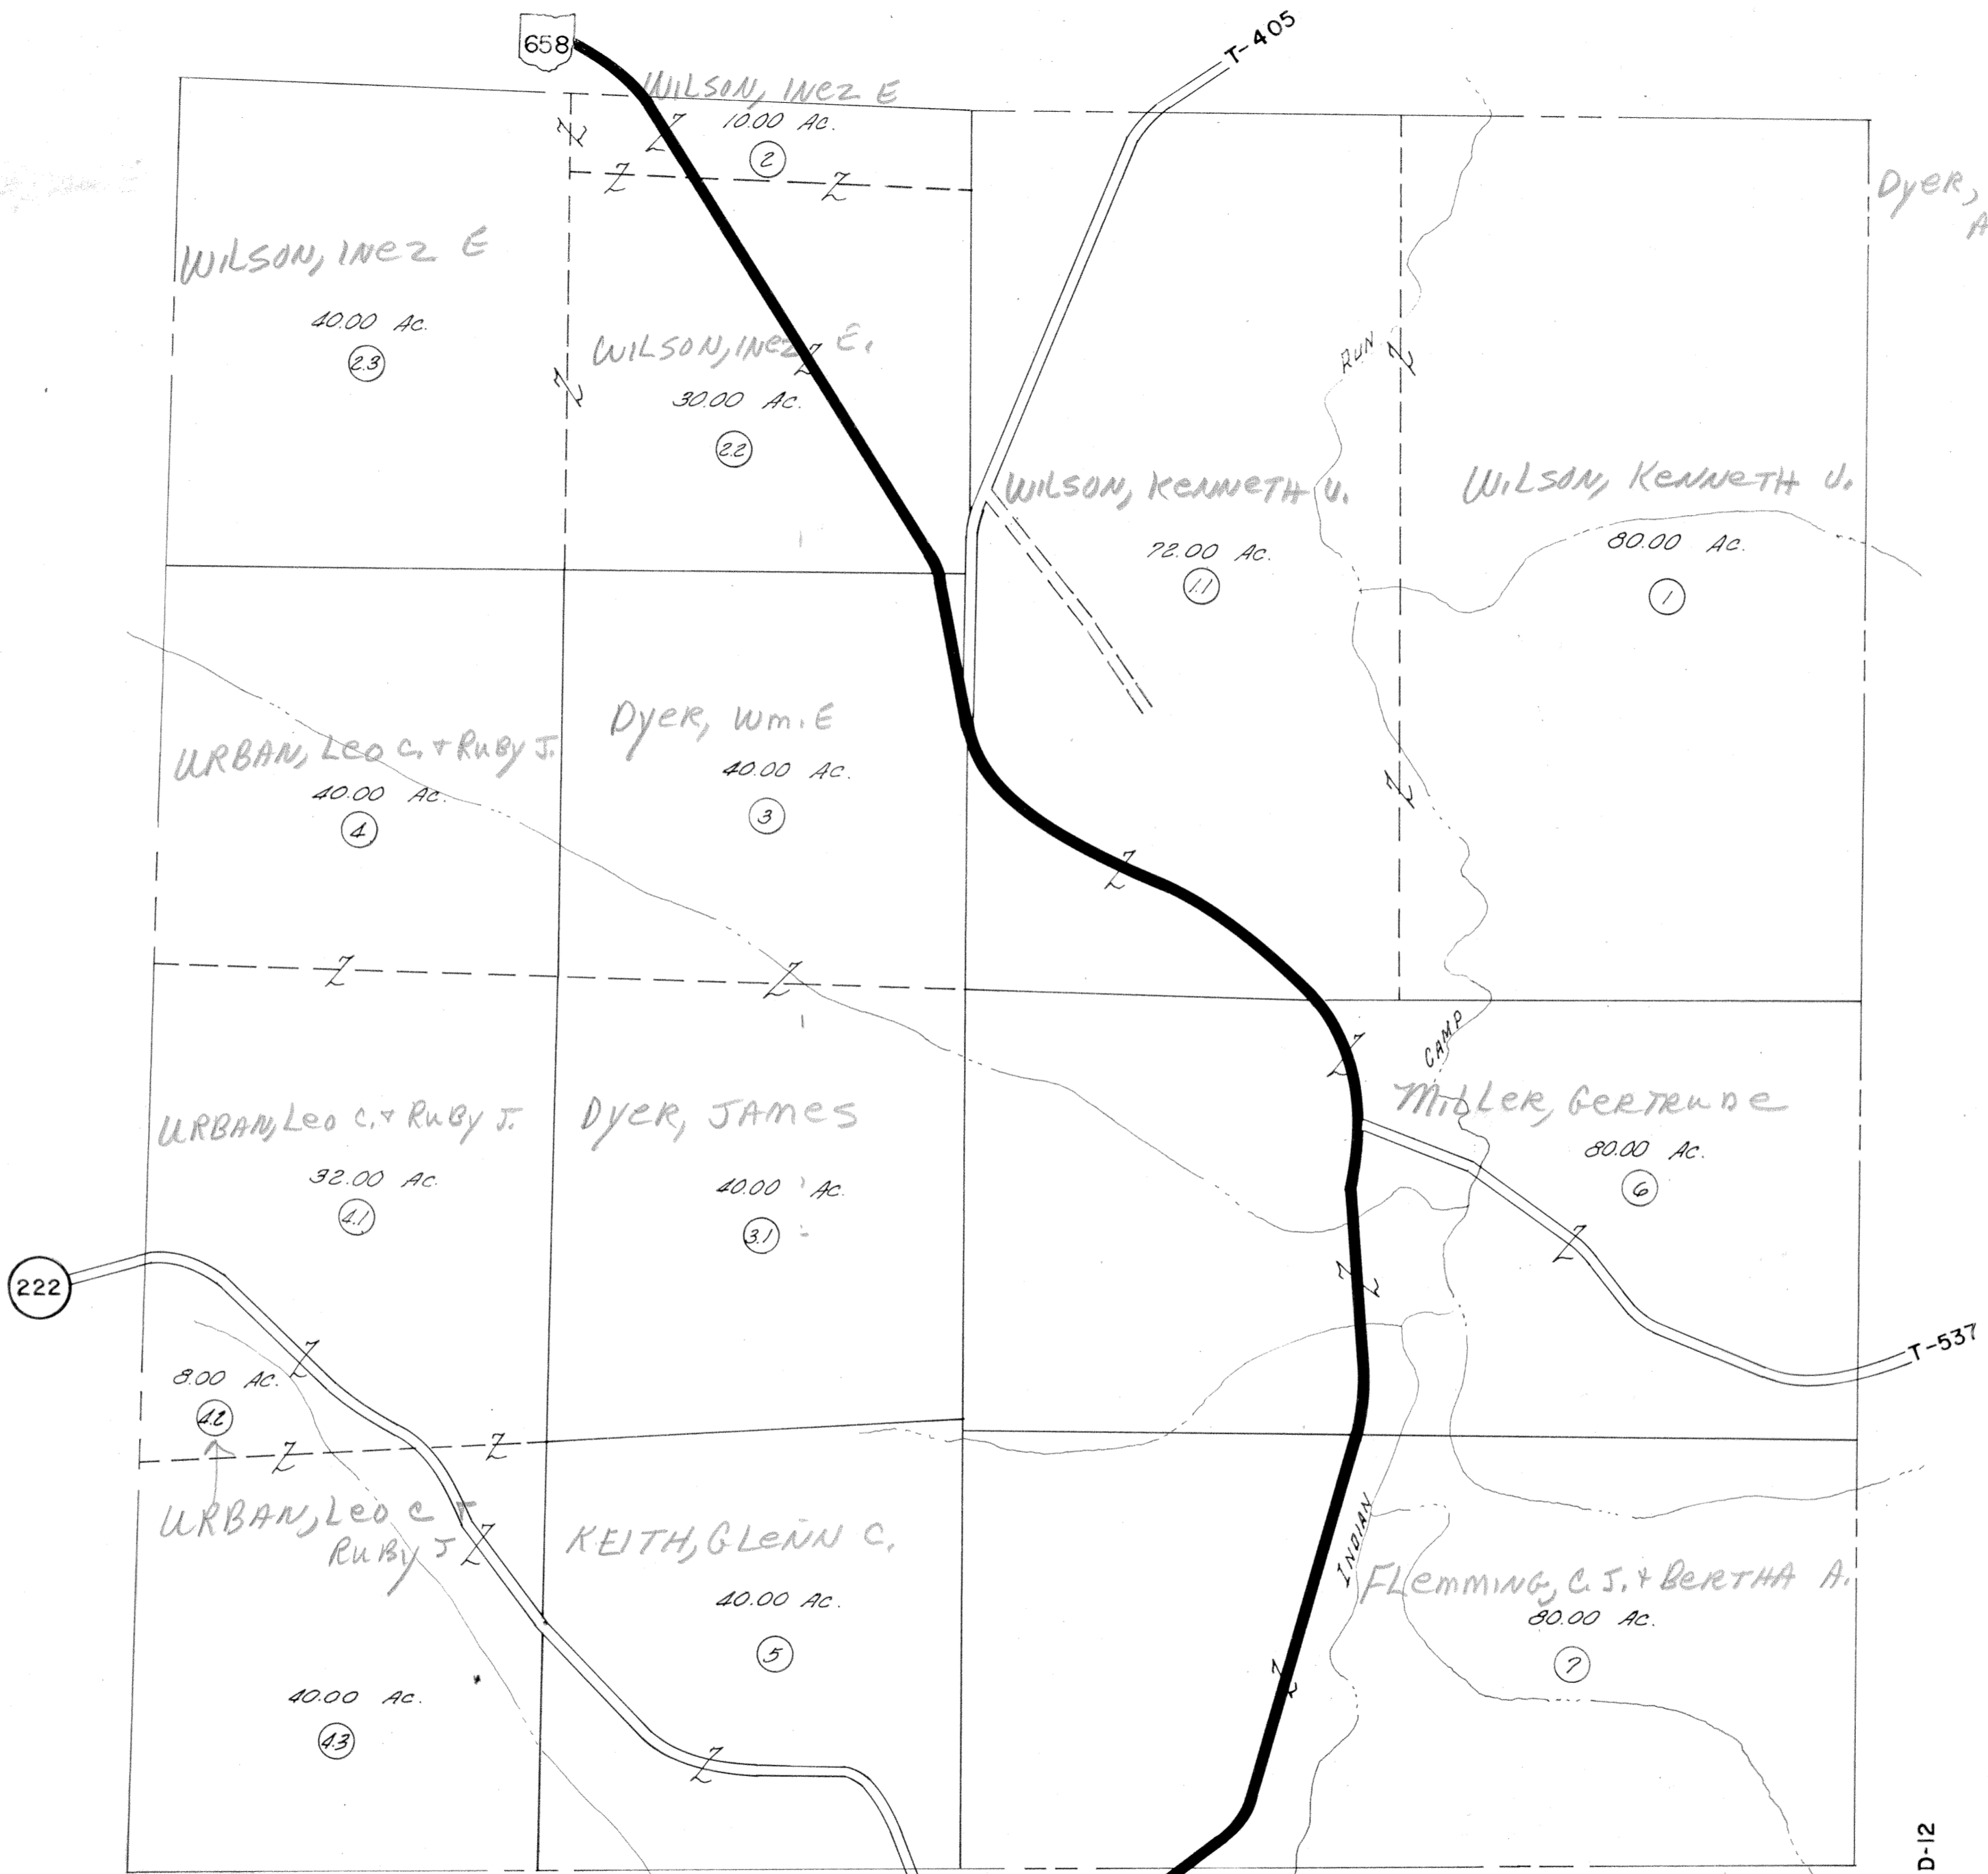 658
T-405
WILSON, INEZ E
10.00 AC.
2
DYER,
A
WILSON, INEZ E
40.00 AC.
2.3
WILSON, INEZ E.
30.00 AC.
2.2
RUN
WILSON, KENNETH U.
72.00 AC.
1.1
WILSON, KENNETH U.
80.00 AC.
1
URBAN, LEO C. + RUBY J.
40.00 AC.
4
DYER, WM. E
40.00 AC.
3
CAMP
URBAN, LEO C. + RUBY J.
32.00 AC.
4.1
DYER, JAMES
40.00 AC.
3.1
MILLER, GERTRUDE
80.00 AC.
6
222
T-537
8.00 AC.
4.2
URBAN, LEO C +
RUBY J
40.00 AC.
4.3
KEITH, GLENN C.
40.00 AC.
5
INDIAN
FLEMMING, C. J. + BERTHA A.
80.00 AC.
7
D-12